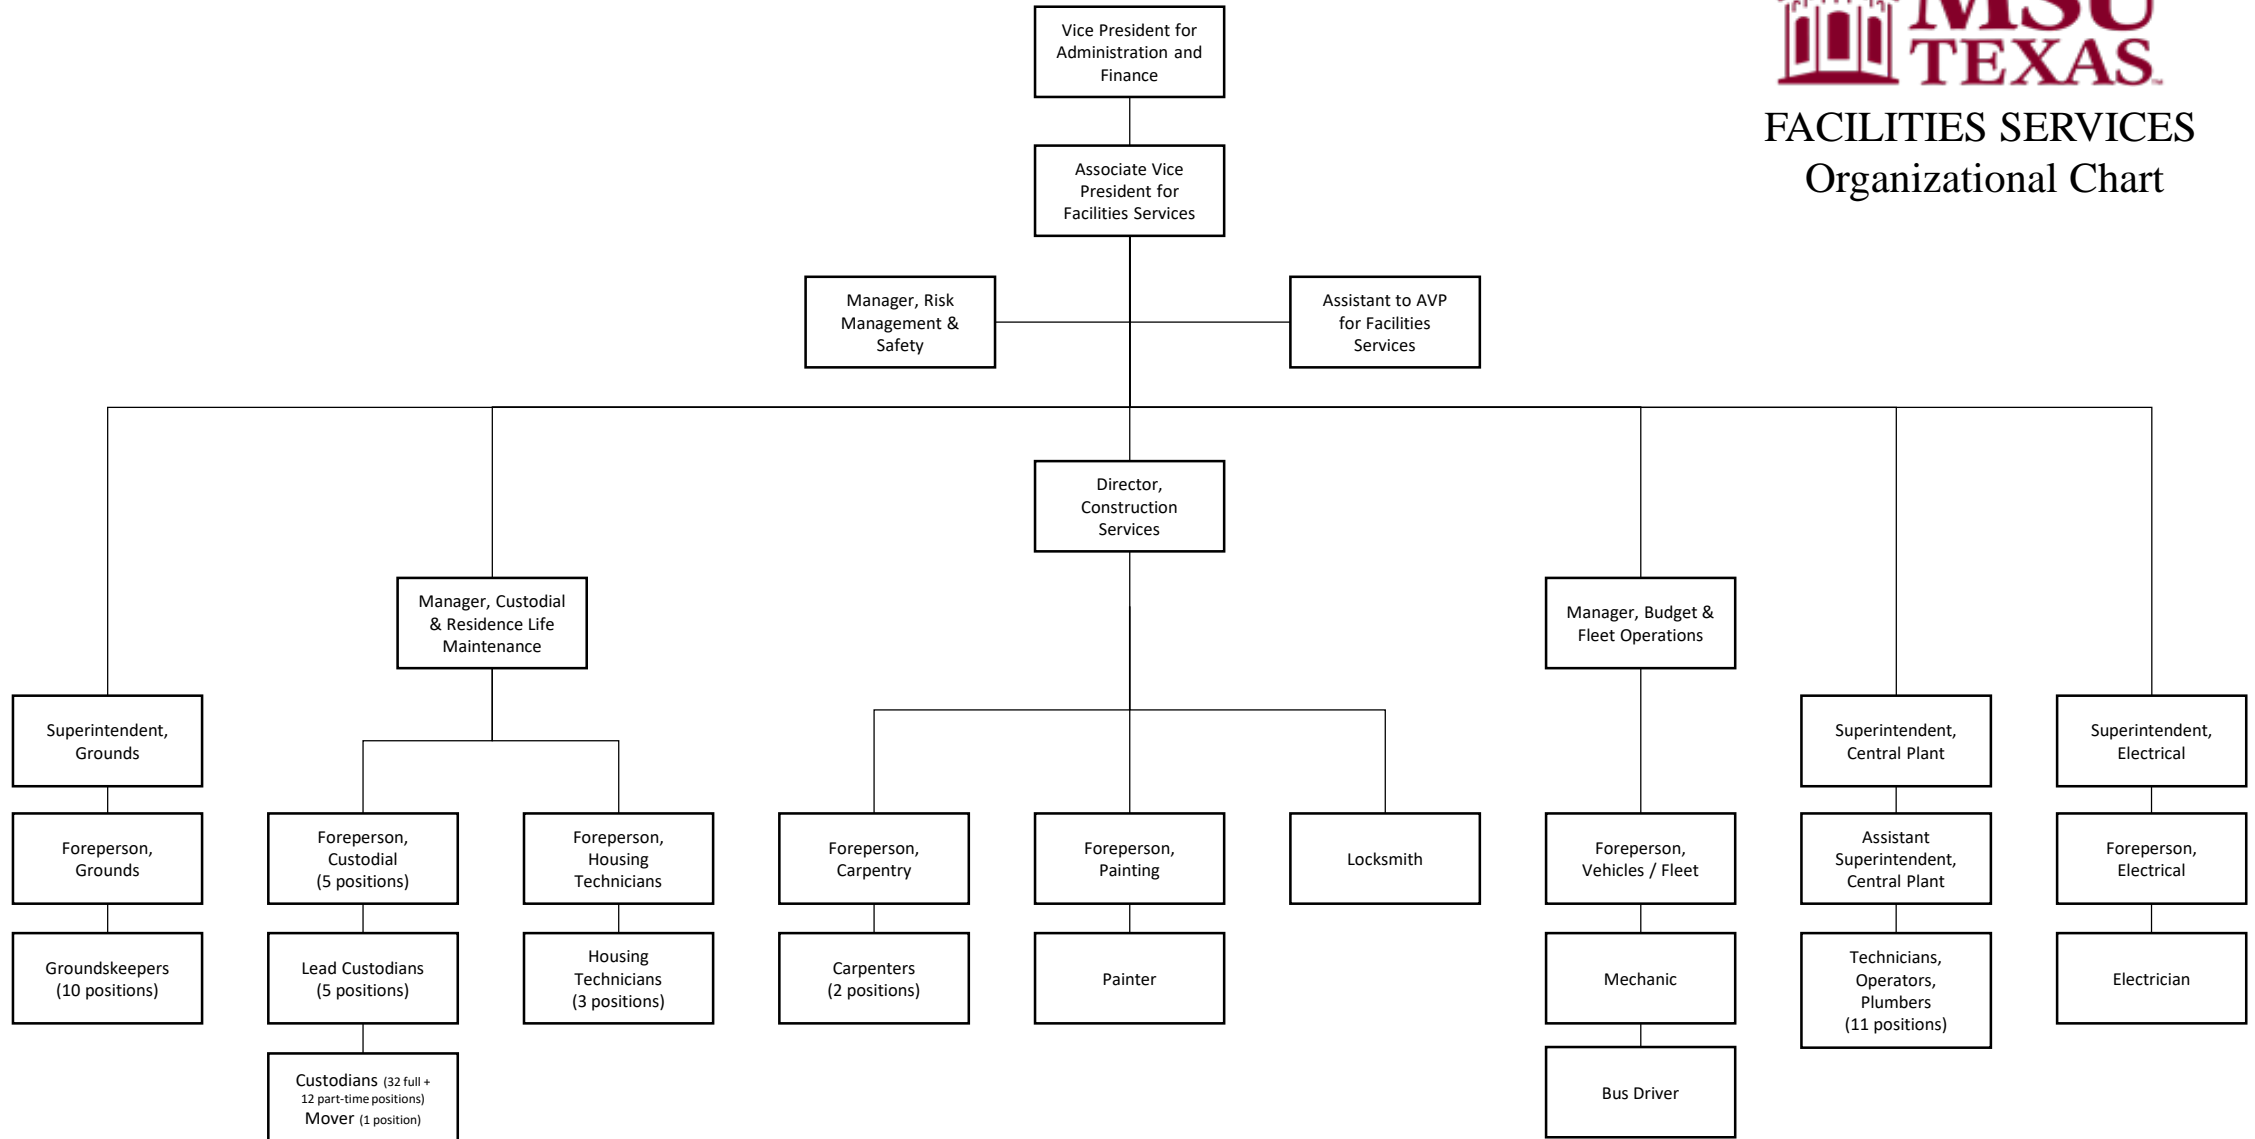 MSU
TEXAS
FACILITIES SERVICES
Organizational Chart
Vice President for
Administration and
Finance
Associate Vice
President for
Facilities Services
Manager, Risk
Management &
Safety
Assistant to AVP
for Facilities
Services
Director,
Construction
Services
Manager, Custodial
& Residence Life
Maintenance
Manager, Budget &
Fleet Operations
Superintendent,
Grounds
Superintendent,
Central Plant
Superintendent,
Electrical
Foreperson,
Grounds
Foreperson,
Custodial
(5 positions)
Foreperson,
Housing
Technicians
Foreperson,
Carpentry
Foreperson,
Painting
Locksmith
Foreperson,
Vehicles / Fleet
Assistant
Superintendent,
Central Plant
Foreperson,
Electrical
Groundskeepers
(10 positions)
Lead Custodians
(5 positions)
Housing
Technicians
(3 positions)
Carpenters
(2 positions)
Painter
Mechanic
Technicians,
Operators,
Plumbers
(11 positions)
Electrician
Custodians (32 full +
12 part-time positions)
Mover (1 position)
Bus Driver